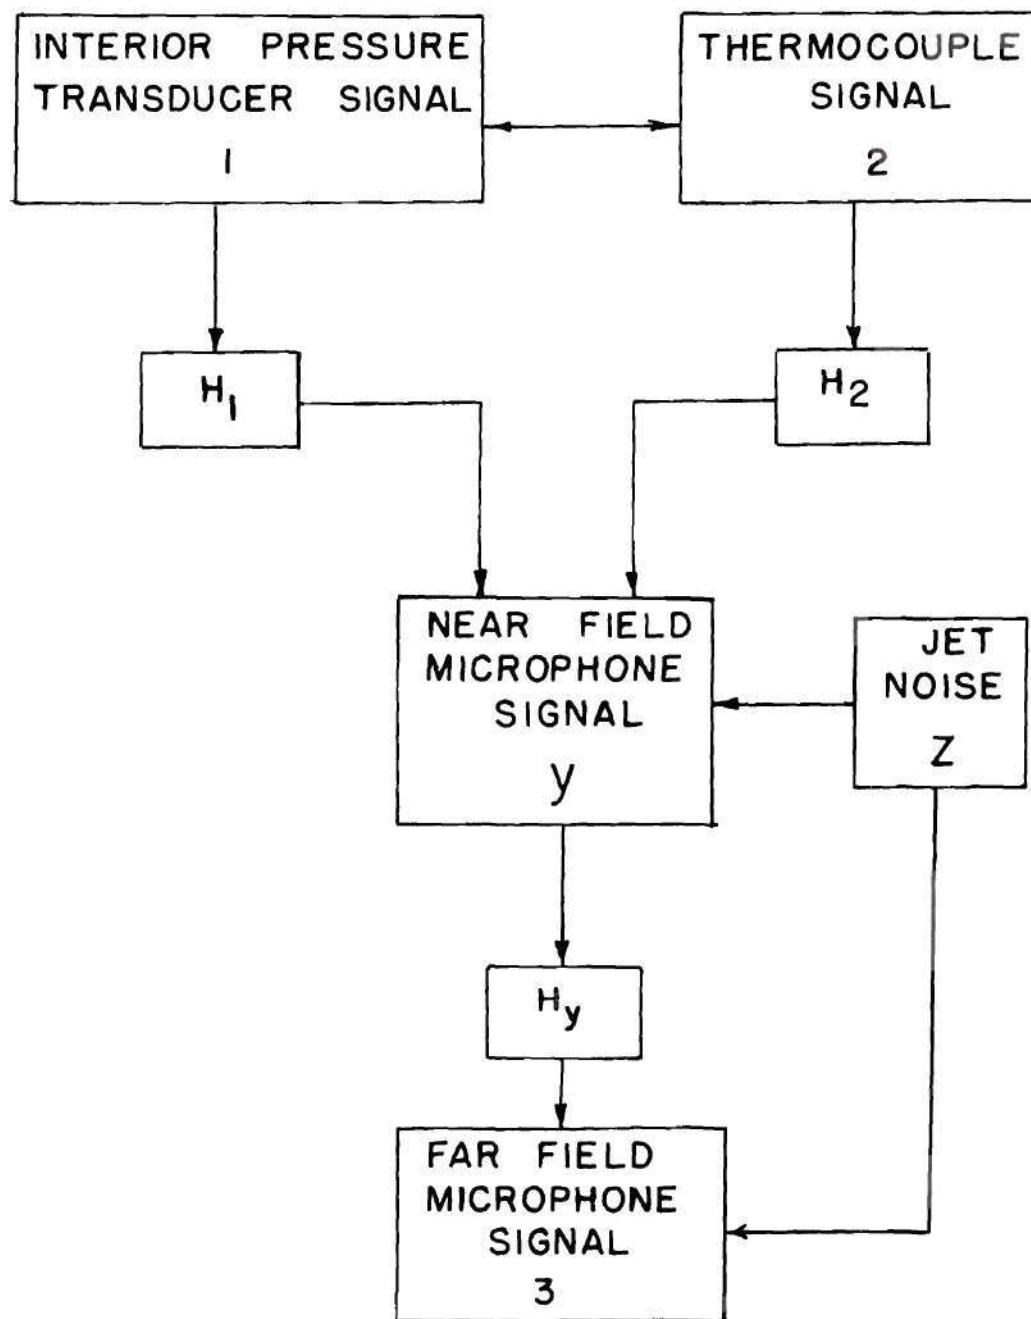 INTERIOR PRESSURE
TRANSDUCER SIGNAL
1
THERMOCOUPLE
SIGNAL
2
H1
H2
NEAR FIELD
MICROPHONE
SIGNAL
y
JET
NOISE
Z
Hy
FAR FIELD
MICROPHONE
SIGNAL
3